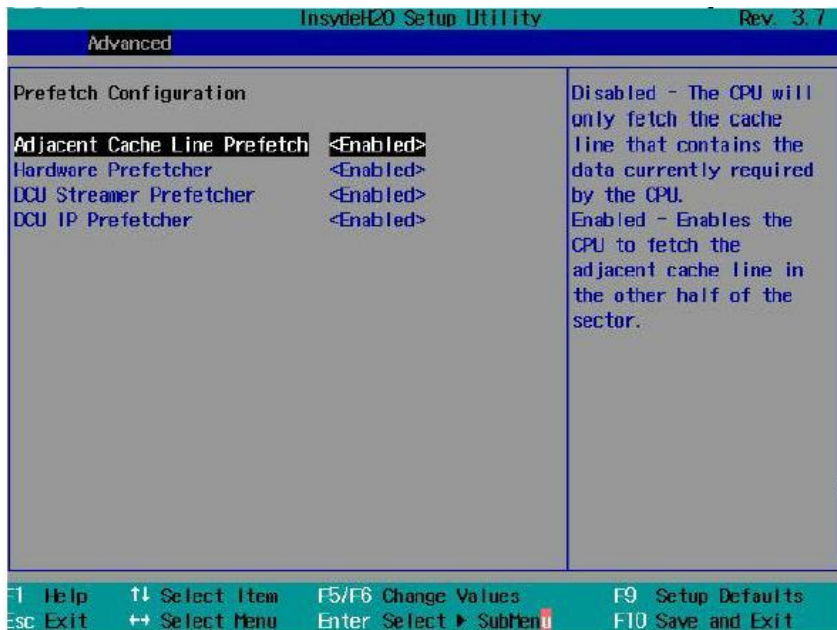 InsydeH20 Setup Utility Rev. 3.7
Advanced
Prefetch Configuration
Adjacent Cache Line Prefetch <Enabled>
Hardware Prefetcher <Enabled>
DCU Streamer Prefetcher <Enabled>
DCU IP Prefetcher <Enabled>
Disabled - The CPU will
only fetch the cache
line that contains the
data currently required
by the CPU.
Enabled - Enables the
CPU to fetch the
adjacent cache line in
the other half of the
sector.
F1 Help ↑↓ Select Item F5/F6 Change Values F9 Setup Defaults
Esc Exit ↔ Select Menu Enter Select ▶ SubMenu F10 Save and Exit